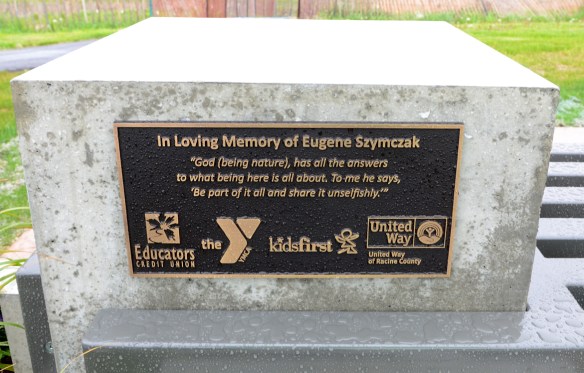 In Loving Memory of Eugene Szymczak
"God (being nature), has all the answers
to what being here is all about. To me he says,
'Be part of it all and share it unselfishly.'"
Educators
CREDIT UNION
the Y
YMCA
kidsfirst
United
Way
United Way
of Racine County